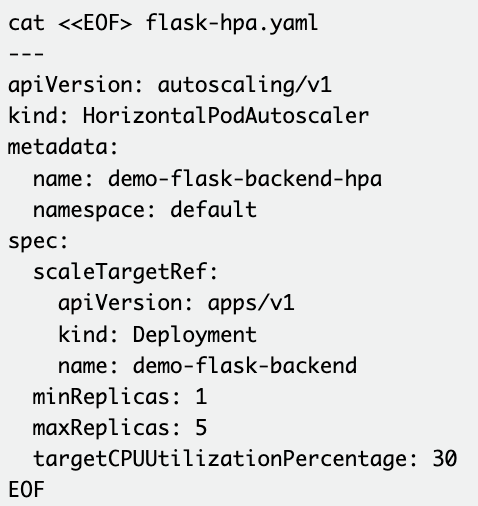 cat <<EOF> flask-hpa.yaml
---
apiVersion: autoscaling/v1
kind: HorizontalPodAutoscaler
metadata:
  name: demo-flask-backend-hpa
  namespace: default
spec:
  scaleTargetRef:
    apiVersion: apps/v1
    kind: Deployment
    name: demo-flask-backend
  minReplicas: 1
  maxReplicas: 5
  targetCPUUtilizationPercentage: 30
EOF